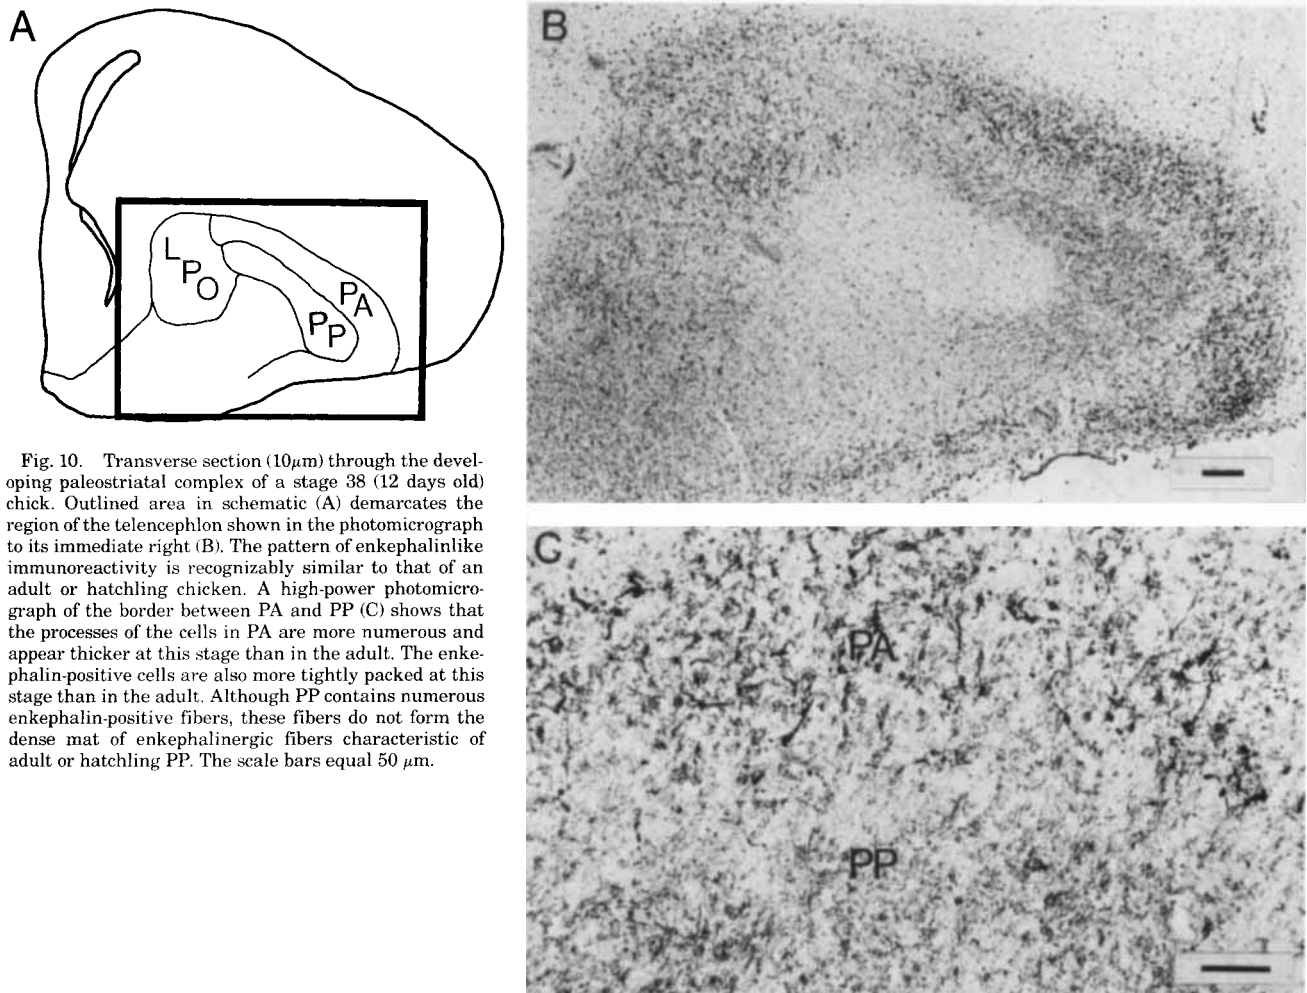 A
L
P
O
P
A
P
P
Fig. 10. Transverse section (10μm) through the devel-
oping paleostriatal complex of a stage 38 (12 days old)
chick. Outlined area in schematic (A) demarcates the
region of the telencephlon shown in the photomicrograph
to its immediate right (B). The pattern of enkephalinlike
immunoreactivity is recognizably similar to that of an
adult or hatchling chicken. A high-power photomicro-
graph of the border between PA and PP (C) shows that
the processes of the cells in PA are more numerous and
appear thicker at this stage than in the adult. The enke-
phalin-positive cells are also more tightly packed at this
stage than in the adult. Although PP contains numerous
enkephalin-positive fibers, these fibers do not form the
dense mat of enkephalinergic fibers characteristic of
adult or hatchling PP. The scale bars equal 50 μm.
B
C
PA
PP